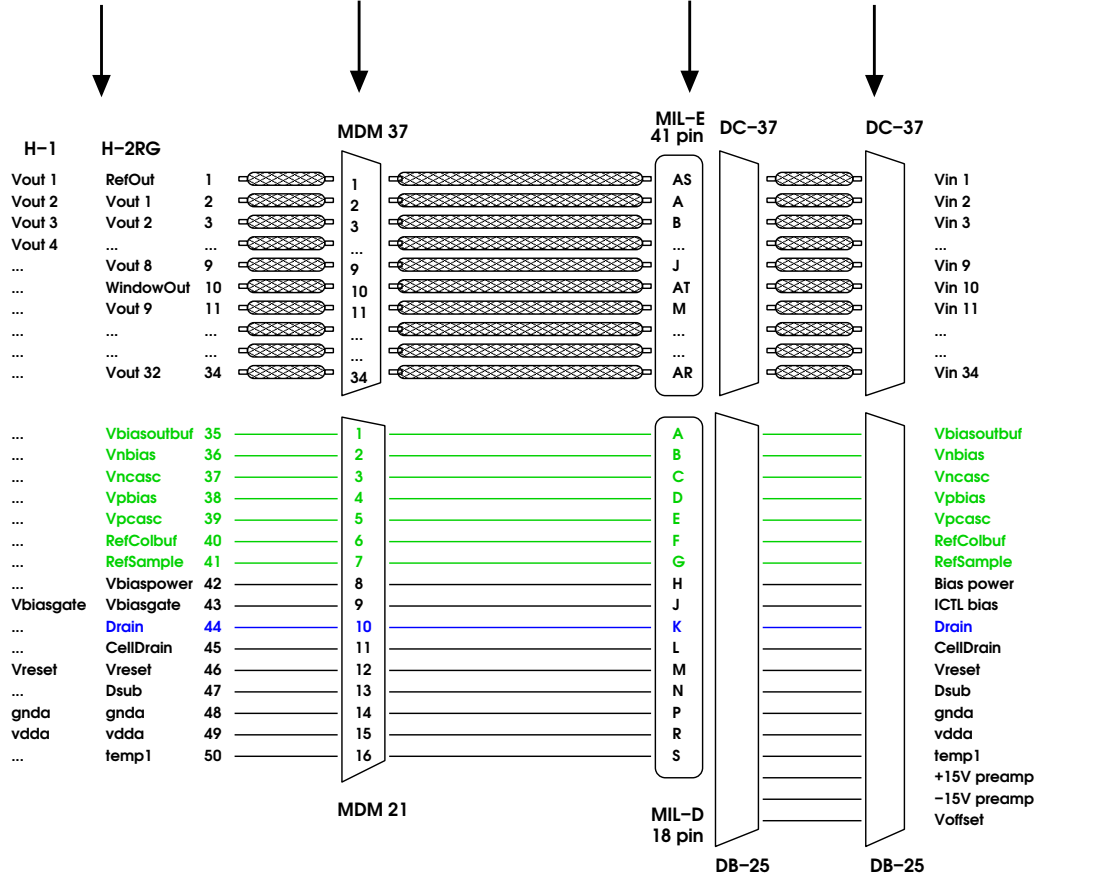 MIL–E
41 pin
MDM 37 DC–37 DC–37
H–1 H–2RG
Vout 1 RefOut 1 1 AS Vin 1
Vout 2 Vout 1 2 2 A Vin 2
Vout 3 Vout 2 3 3 B Vin 3
Vout 4 ... ... ... ... ...
... Vout 8 9 9 J Vin 9
... WindowOut 10 10 AT Vin 10
... Vout 9 11 11 M Vin 11
... ... ... ... ... ...
... ... ... ... ... ...
... Vout 32 34 34 AR Vin 34
... Vbiasoutbuf 35 1 A Vbiasoutbuf
... Vnbias 36 2 B Vnbias
... Vncasc 37 3 C Vncasc
... Vpbias 38 4 D Vpbias
... Vpcasc 39 5 E Vpcasc
... RefColbuf 40 6 F RefColbuf
... RefSample 41 7 G RefSample
... Vbiaspower 42 8 H Bias power
Vbiasgate Vbiasgate 43 9 J ICTL bias
... Drain 44 10 K Drain
... CellDrain 45 11 L CellDrain
Vreset Vreset 46 12 M Vreset
... Dsub 47 13 N Dsub
gnda gnda 48 14 P gnda
vdda vdda 49 15 R vdda
... temp1 50 16 S temp1
+15V preamp
–15V preamp
MDM 21 MIL–D Voffset
18 pin
DB–25 DB–25